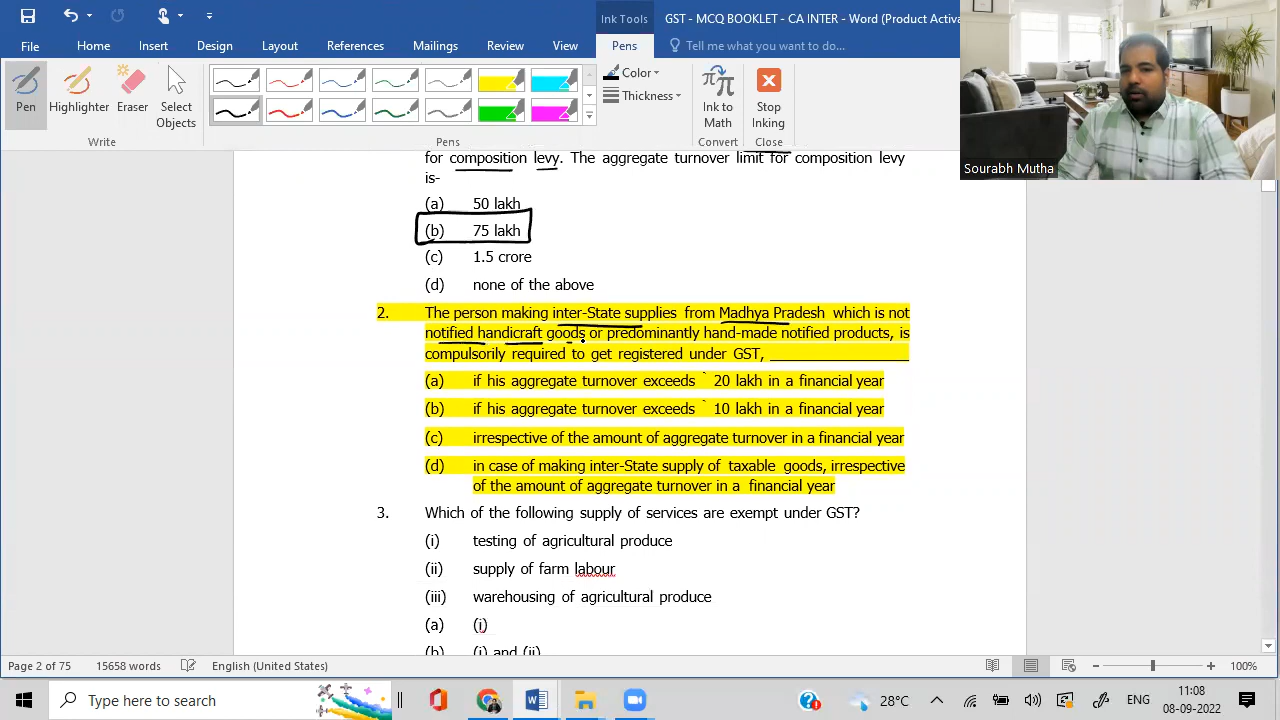 Ink Tools
GST - MCQ BOOKLET - CA INTER - Word (Product Activa
File Home Insert Design Layout References Mailings Review View Pens Tell me what you want to do...
Pen Highlighter Eraser Select Objects
Color
Thickness
Ink to Math
Stop Inking
Write Pens Convert Close
Sourabh Mutha
for composition levy. The aggregate turnover limit for composition levy
is-
(a) 50 lakh
(b) 75 lakh
(c) 1.5 crore
(d) none of the above
2. The person making inter-State supplies from Madhya Pradesh which is not
notified handicraft goods or predominantly hand-made notified products, is
compulsorily required to get registered under GST, ________________
(a) if his aggregate turnover exceeds ` 20 lakh in a financial year
(b) if his aggregate turnover exceeds ` 10 lakh in a financial year
(c) irrespective of the amount of aggregate turnover in a financial year
(d) in case of making inter-State supply of taxable goods, irrespective
of the amount of aggregate turnover in a financial year
3. Which of the following supply of services are exempt under GST?
(i) testing of agricultural produce
(ii) supply of farm labour
(iii) warehousing of agricultural produce
(a) (i)
(b) (i) and (ii)
Page 2 of 75 15658 words English (United States) 100%
Type here to search 28°C ENG 11:08
08-09-2022